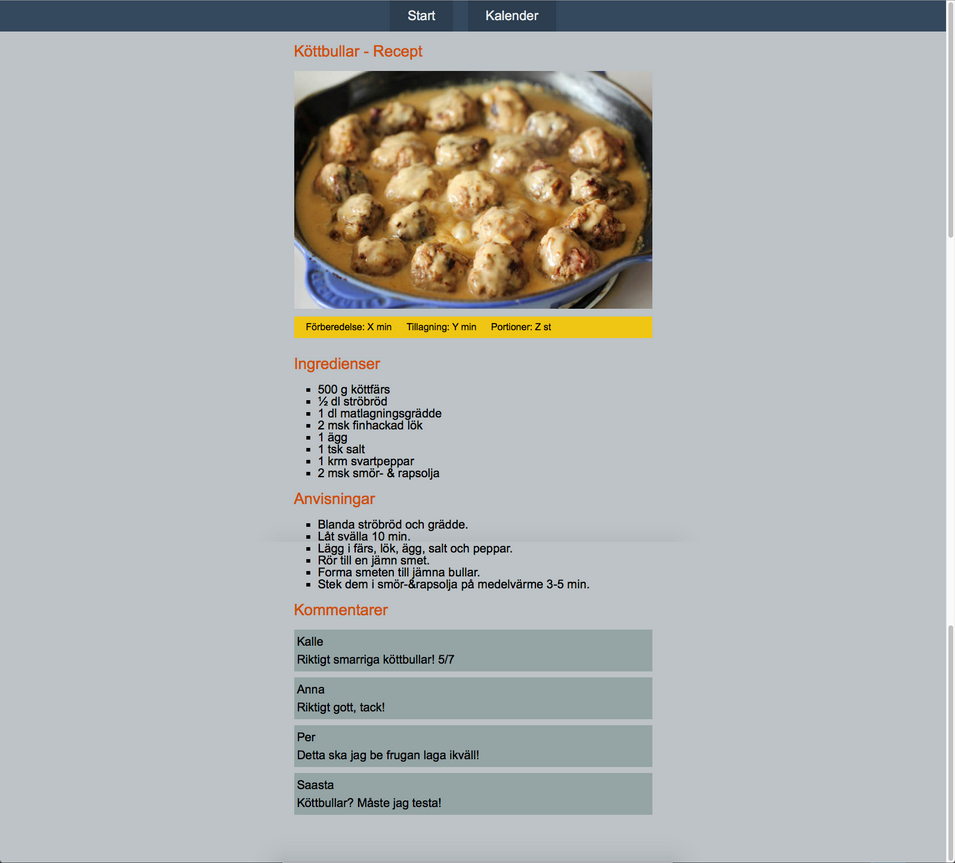 Start Kalender
Köttbullar - Recept
Förberedelse: X min Tillagning: Y min Portioner: Z st
Ingredienser
500 g köttfärs
½ dl ströbröd
1 dl matlagningsgrädde
2 msk finhackad lök
1 ägg
1 tsk salt
1 krm svartpeppar
2 msk smör- & rapsolja
Anvisningar
Blanda ströbröd och grädde.
Låt svälla 10 min.
Lägg i färs, lök, ägg, salt och peppar.
Rör till en jämn smet.
Forma smeten till jämna bullar.
Stek dem i smör-&rapsolja på medelvärme 3-5 min.
Kommentarer
Kalle
Riktigt smarriga köttbullar! 5/7
Anna
Riktigt gott, tack!
Per
Detta ska jag be frugan laga ikväll!
Saasta
Köttbullar? Måste jag testa!